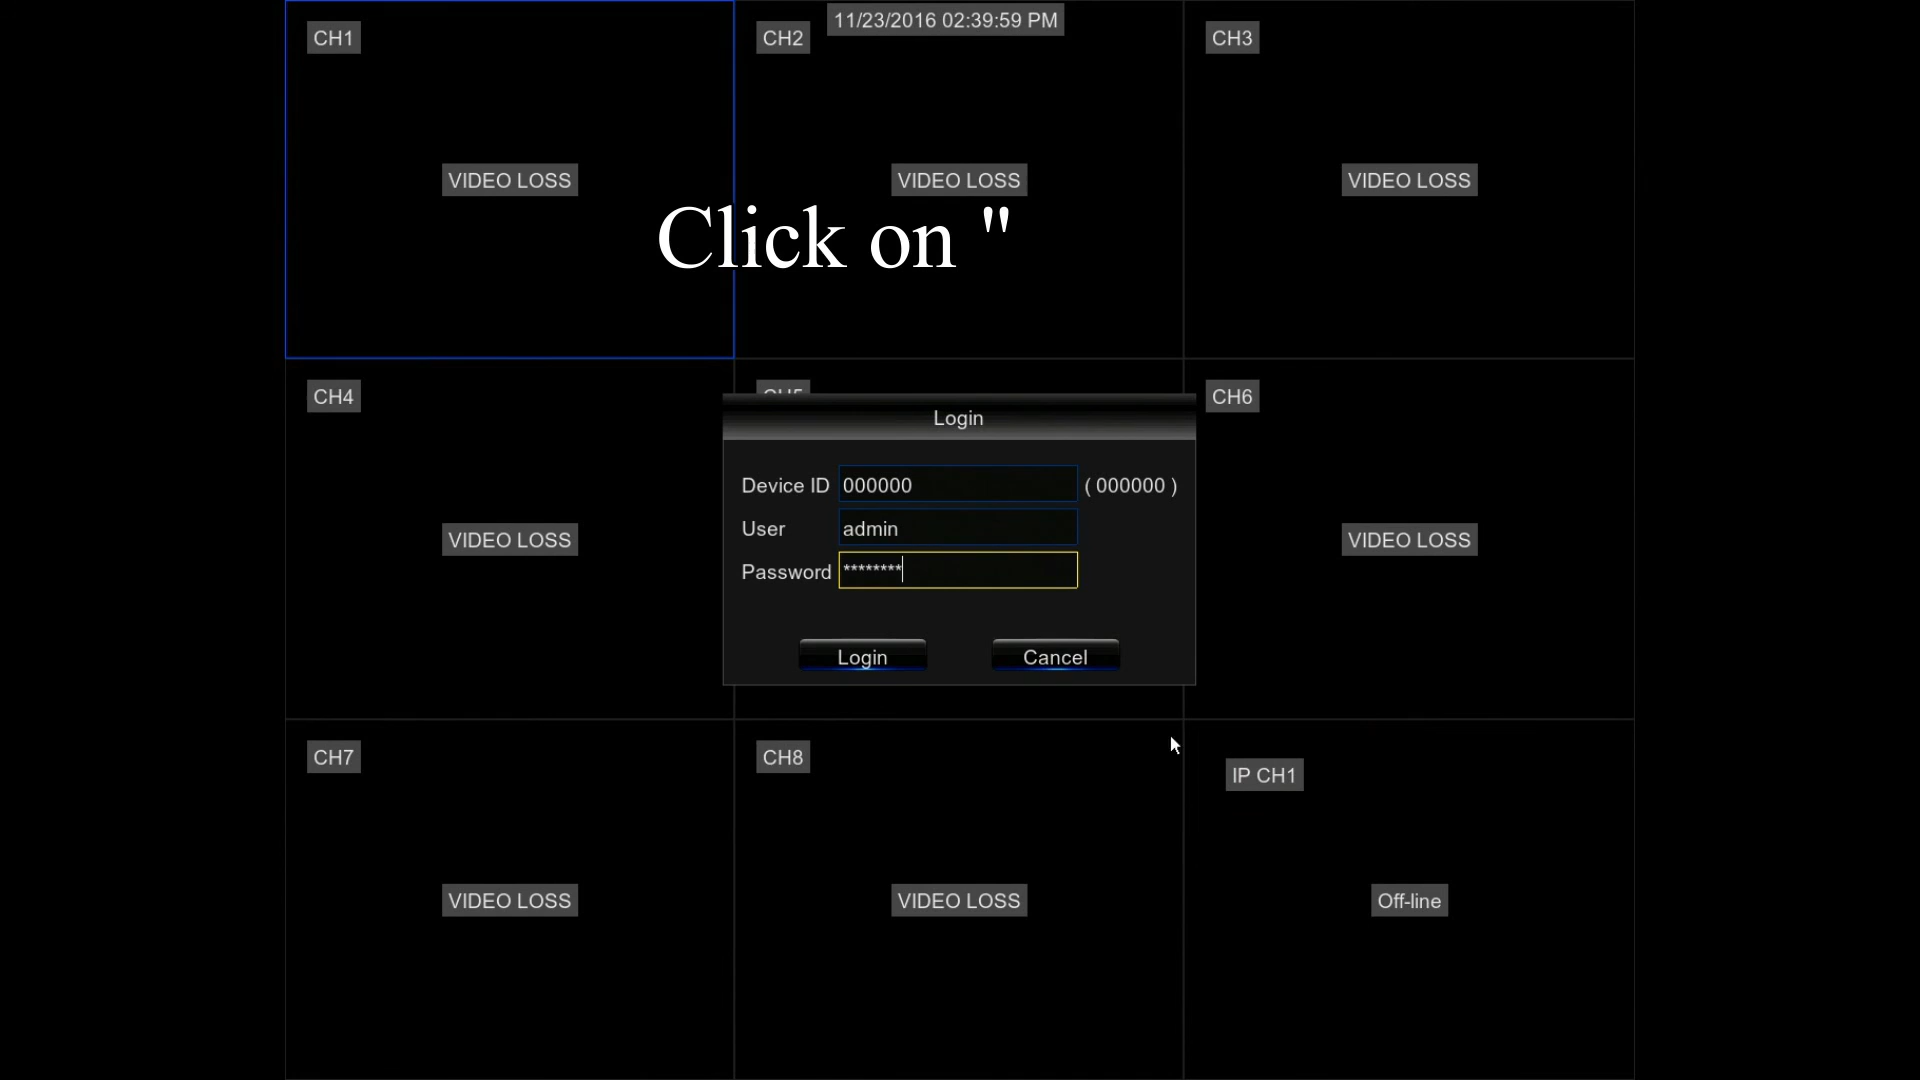 11/23/2016 02:39:59 PM
CH1
CH2
CH3
VIDEO LOSS
VIDEO LOSS
VIDEO LOSS
Click on "
CH4
CH5
CH6
Login
Device ID 000000 ( 000000 )
User admin
Password ********
VIDEO LOSS
VIDEO LOSS
Login
Cancel
CH7
CH8
IP CH1
VIDEO LOSS
VIDEO LOSS
Off-line